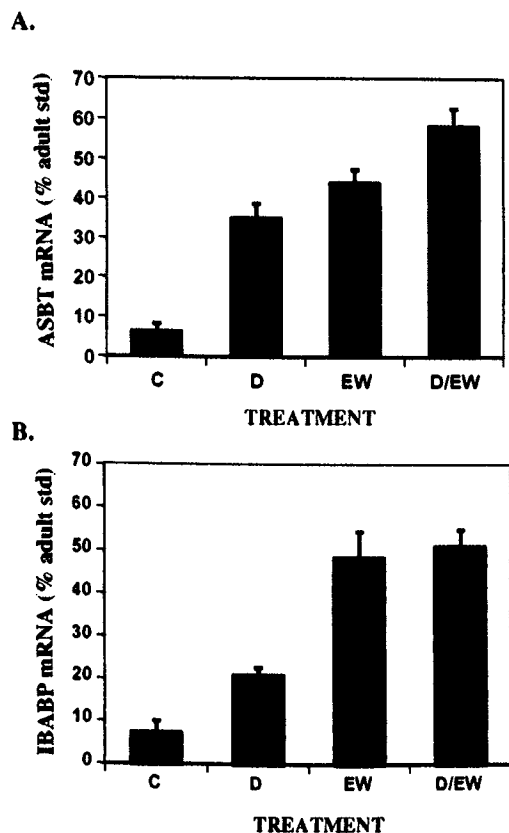 A.
ASBT mRNA (% adult std)
70
60
50
40
30
20
10
0
C D EW D/EW
TREATMENT
B.
IBABP mRNA (% adult std)
70
60
50
40
30
20
10
0
C D EW D/EW
TREATMENT